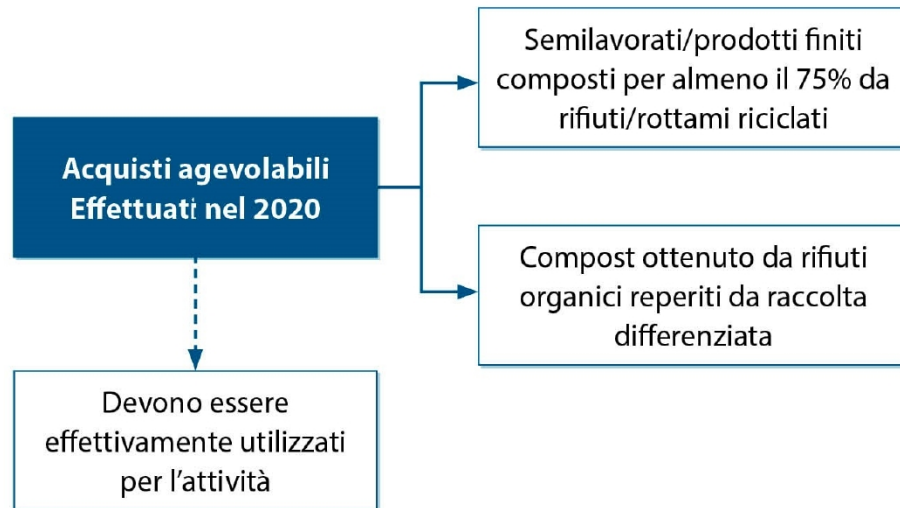 Semilavorati/prodotti finiti
composti per almeno il 75% da
rifiuti/rottami riciclati
Acquisti agevolabili
Effettuati nel 2020
Compost ottenuto da rifiuti
organici reperiti da raccolta
differenziata
Devono essere
effettivamente utilizzati
per l'attività